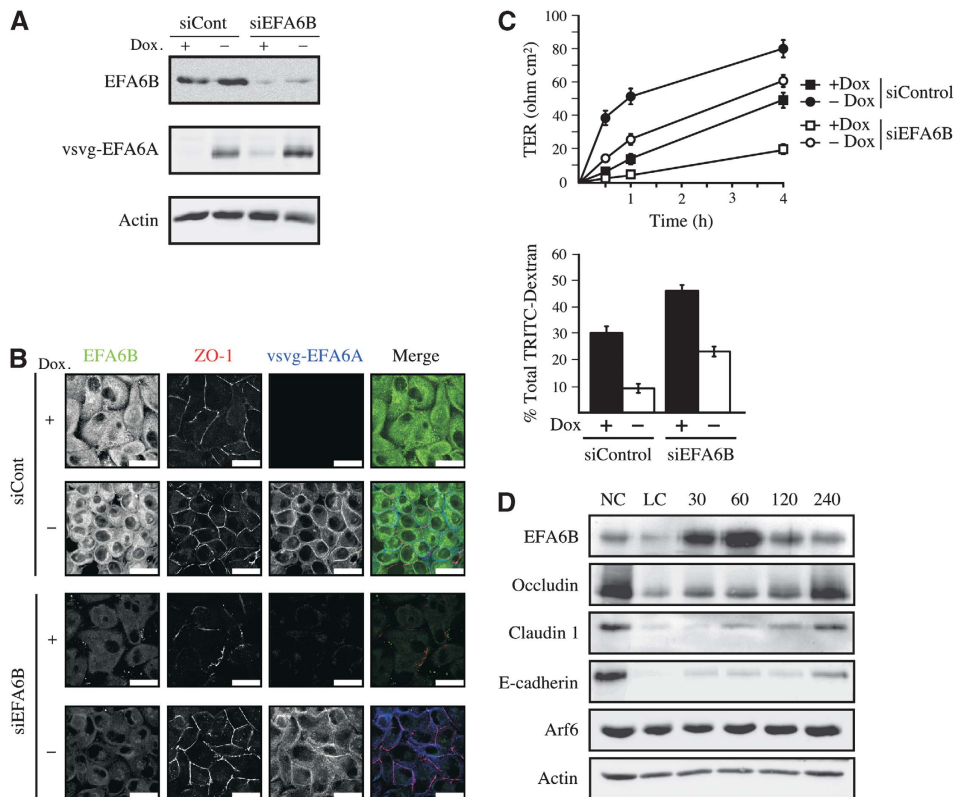 A
siCont siEFA6B
Dox. + − + −
EFA6B
vsvg-EFA6A
Actin
B
Dox. EFA6B ZO-1 vsvg-EFA6A Merge
siCont
+
−
siEFA6B
+
−
C
TER (ohm cm²)
100
80
60
40
20
0
1 2 3 4
Time (h)
+Dox
− Dox
siControl
+Dox
− Dox
siEFA6B
% Total TRITC-Dextran
60
50
40
30
20
10
Dox + − + −
siControl siEFA6B
D
NC LC 30 60 120 240
EFA6B
Occludin
Claudin 1
E-cadherin
Arf6
Actin